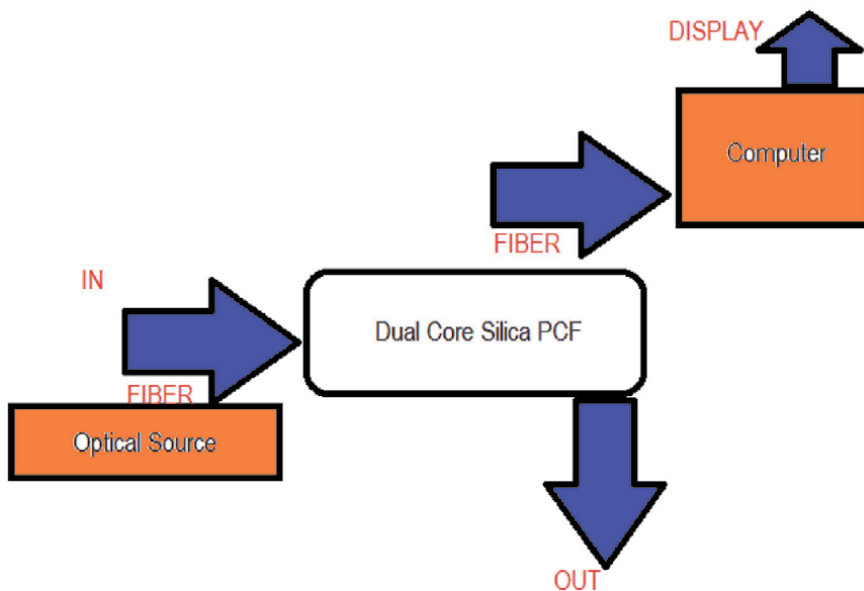 DISPLAY
Computer
FIBER
IN
Dual Core Silica PCF
FIBER
Optical Source
OUT